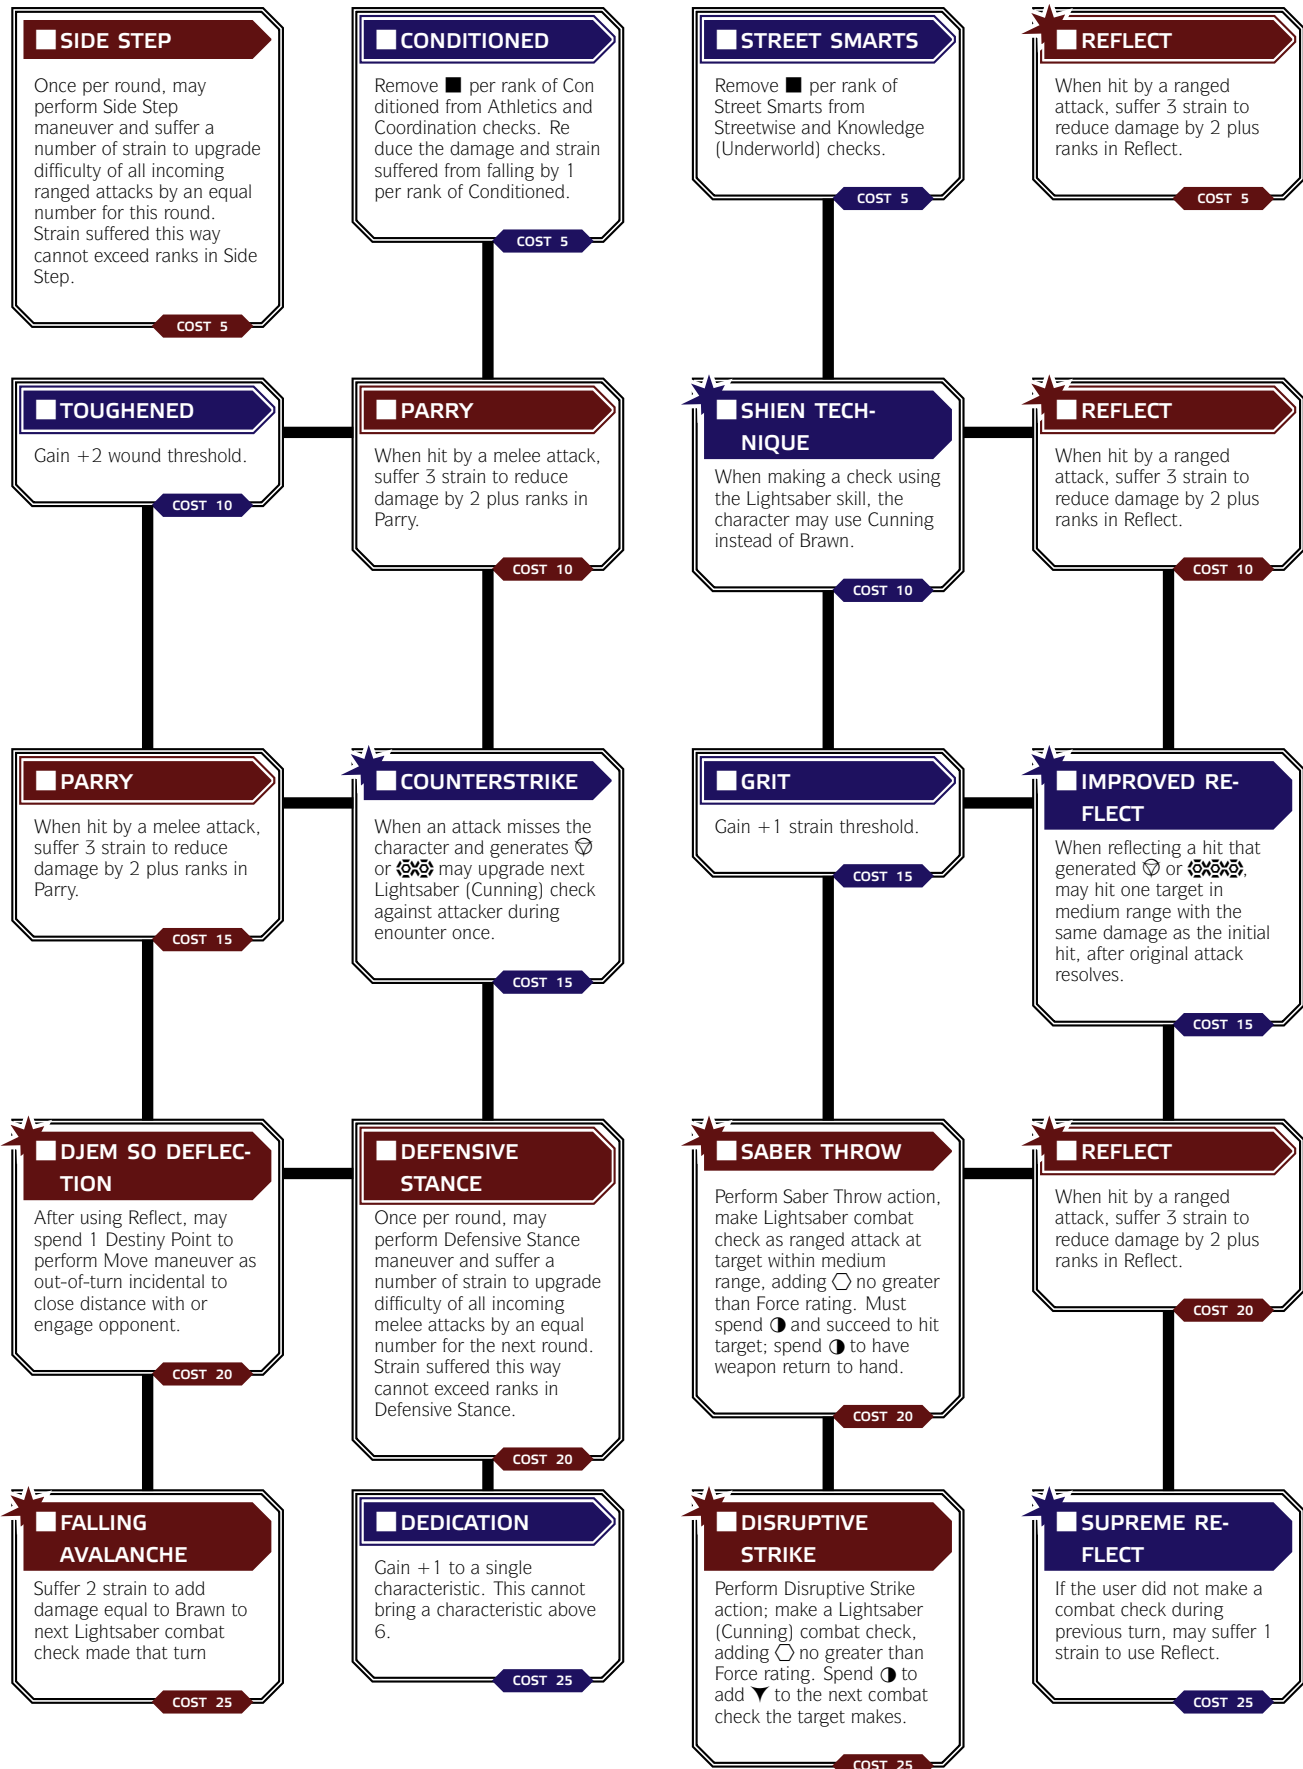 SIDE STEP
Once per round, may
perform Side Step
maneuver and suffer a
number of strain to upgrade
difficulty of all incoming
ranged attacks by an equal
number for this round.
Strain suffered this way
cannot exceed ranks in Side
Step.
COST 5
CONDITIONED
Remove ■ per rank of Con
ditioned from Athletics and
Coordination checks. Re
duce the damage and strain
suffered from falling by 1
per rank of Conditioned.
COST 5
STREET SMARTS
Remove ■ per rank of
Street Smarts from
Streetwise and Knowledge
(Underworld) checks.
COST 5
REFLECT
When hit by a ranged
attack, suffer 3 strain to
reduce damage by 2 plus
ranks in Reflect.
COST 5
TOUGHENED
Gain +2 wound threshold.
COST 10
PARRY
When hit by a melee attack,
suffer 3 strain to reduce
damage by 2 plus ranks in
Parry.
COST 10
SHIEN TECH-
NIQUE
When making a check using
the Lightsaber skill, the
character may use Cunning
instead of Brawn.
COST 10
REFLECT
When hit by a ranged
attack, suffer 3 strain to
reduce damage by 2 plus
ranks in Reflect.
COST 10
PARRY
When hit by a melee attack,
suffer 3 strain to reduce
damage by 2 plus ranks in
Parry.
COST 15
COUNTERSTRIKE
When an attack misses the
character and generates
or may upgrade next
Lightsaber (Cunning) check
against attacker during
enounter once.
COST 15
GRIT
Gain +1 strain threshold.
COST 15
IMPROVED RE-
FLECT
When reflecting a hit that
generated or ,
may hit one target in
medium range with the
same damage as the initial
hit, after original attack
resolves.
COST 15
DJEM SO DEFLEC-
TION
After using Reflect, may
spend 1 Destiny Point to
perform Move maneuver as
out-of-turn incidental to
close distance with or
engage opponent.
COST 20
DEFENSIVE
STANCE
Once per round, may
perform Defensive Stance
maneuver and suffer a
number of strain to upgrade
difficulty of all incoming
melee attacks by an equal
number for the next round.
Strain suffered this way
cannot exceed ranks in
Defensive Stance.
COST 20
SABER THROW
Perform Saber Throw action,
make Lightsaber combat
check as ranged attack at
target within medium
range, adding no greater
than Force rating. Must
spend and succeed to hit
target; spend to have
weapon return to hand.
COST 20
REFLECT
When hit by a ranged
attack, suffer 3 strain to
reduce damage by 2 plus
ranks in Reflect.
COST 20
FALLING
AVALANCHE
Suffer 2 strain to add
damage equal to Brawn to
next Lightsaber combat
check made that turn
COST 25
DEDICATION
Gain +1 to a single
characteristic. This cannot
bring a characteristic above
6.
COST 25
DISRUPTIVE
STRIKE
Perform Disruptive Strike
action; make a Lightsaber
(Cunning) combat check,
adding no greater than
Force rating. Spend to
add to the next combat
check the target makes.
COST 25
SUPREME RE-
FLECT
If the user did not make a
combat check during
previous turn, may suffer 1
strain to use Reflect.
COST 25